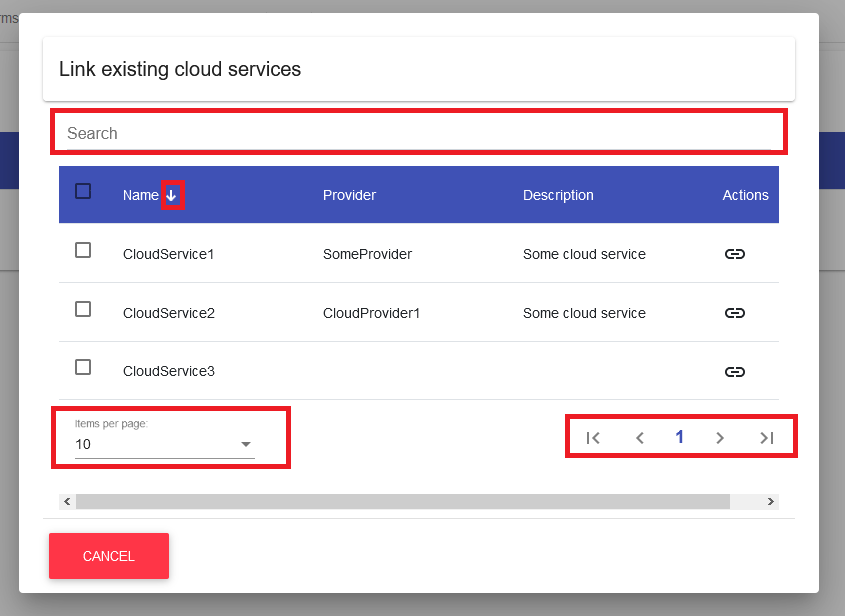 rms
Link existing cloud services
Search
Name Provider Description Actions
CloudService1 SomeProvider Some cloud service
CloudService2 CloudProvider1 Some cloud service
CloudService3
Items per page:
10
1
CANCEL